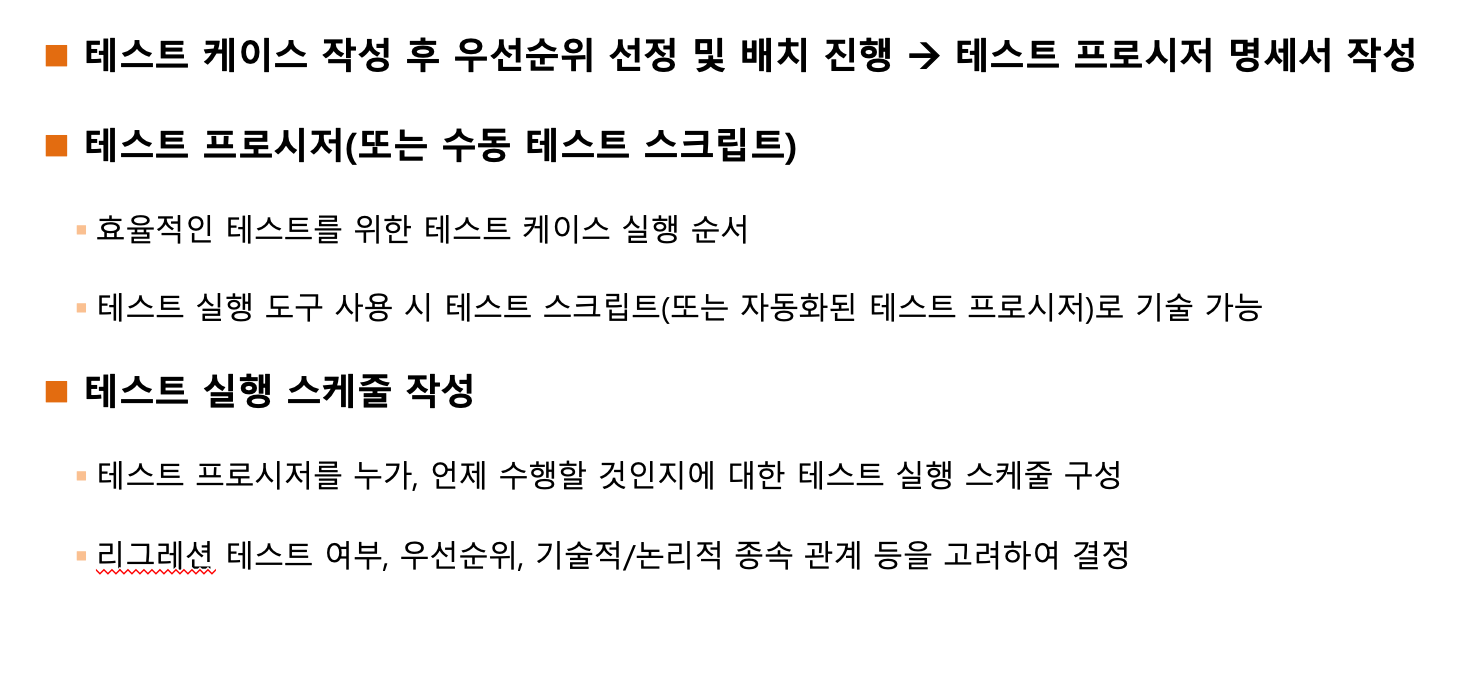 ■ 테스트 케이스 작성 후 우선순위 선정 및 배치 진행 → 테스트 프로시저 명세서 작성
■ 테스트 프로시저(또는 수동 테스트 스크립트)
▪ 효율적인 테스트를 위한 테스트 케이스 실행 순서
▪ 테스트 실행 도구 사용 시 테스트 스크립트(또는 자동화된 테스트 프로시저)로 기술 가능
■ 테스트 실행 스케줄 작성
▪ 테스트 프로시저를 누가, 언제 수행할 것인지에 대한 테스트 실행 스케줄 구성
▪ 리그레션 테스트 여부, 우선순위, 기술적/논리적 종속 관계 등을 고려하여 결정